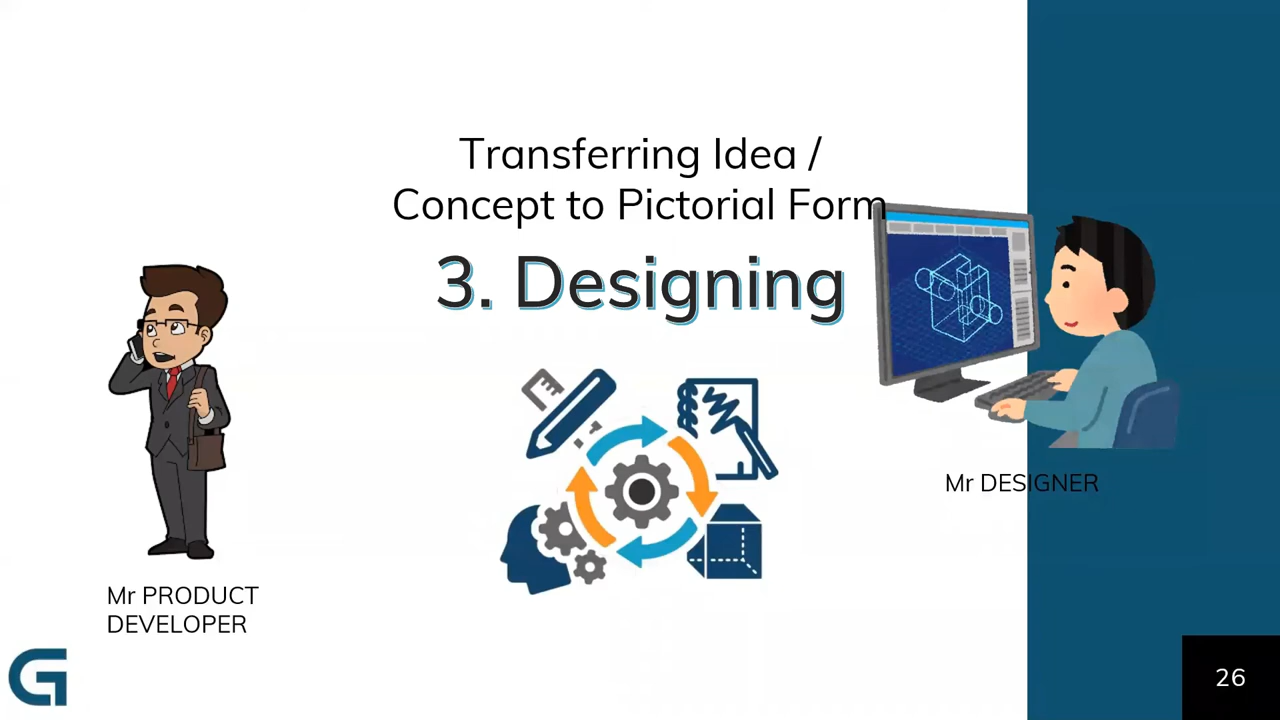 Transferring Idea /
Concept to Pictorial Form
3. Designing
Mr DESIGNER
Mr PRODUCT
DEVELOPER
26